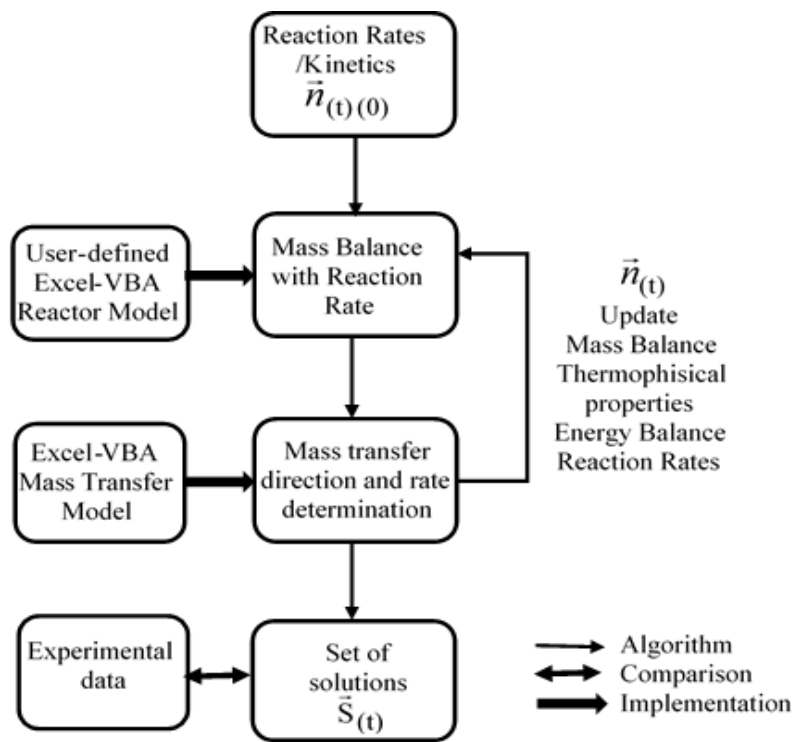 Reaction Rates
/Kinetics
n⃗(t)(0)
User-defined
Excel-VBA
Reactor Model
Mass Balance
with Reaction
Rate
n⃗(t)
Update
Mass Balance
Thermophisical
properties
Energy Balance
Reaction Rates
Excel-VBA
Mass Transfer
Model
Mass transfer
direction and rate
determination
Experimental
data
Set of
solutions
S⃗(t)
Algorithm
Comparison
Implementation